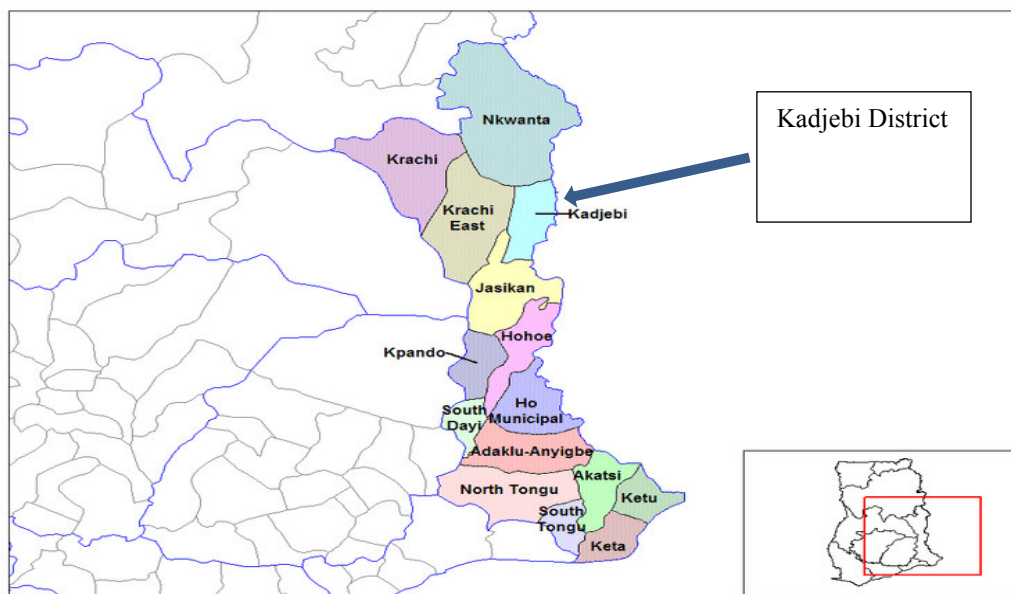 Nkwanta
Kadjebi District
Krachi
Krachi
East
Kadjebi
Jasikan
Hohoe
Kpando
Ho
Municipal
South
Dayi
Adaklu-Anyigbe
Akatsi
North Tongu
Ketu
South
Tongu
Keta